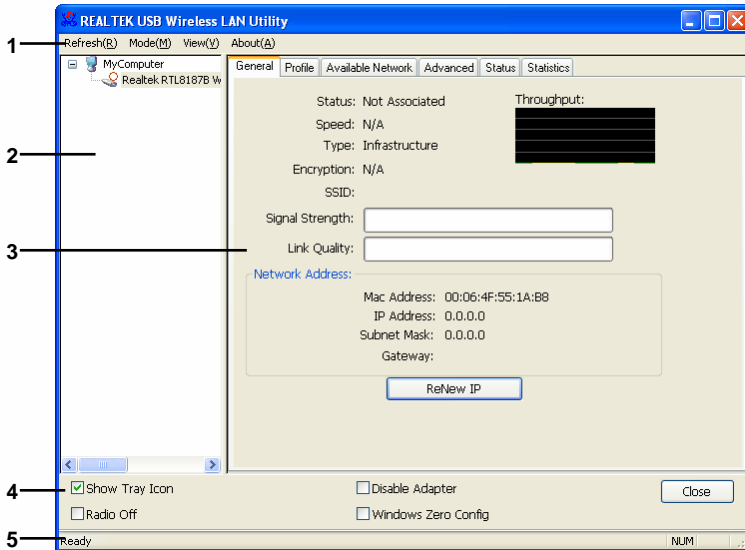 REALTEK USB Wireless LAN Utility
1
Refresh(R) Mode(M) View(V) About(A)
MyComputer
Realtek RTL8187B W
General Profile Available Network Advanced Status Statistics
Status: Not Associated
Throughput:
Speed: N/A
Type: Infrastructure
2
Encryption: N/A
SSID:
Signal Strength:
3
Link Quality:
Network Address:
Mac Address: 00:06:4F:55:1A:B8
IP Address: 0.0.0.0
Subnet Mask: 0.0.0.0
Gateway:
ReNew IP
4
Show Tray Icon
Disable Adapter
Close
Radio Off
Windows Zero Config
5
Ready
NUM